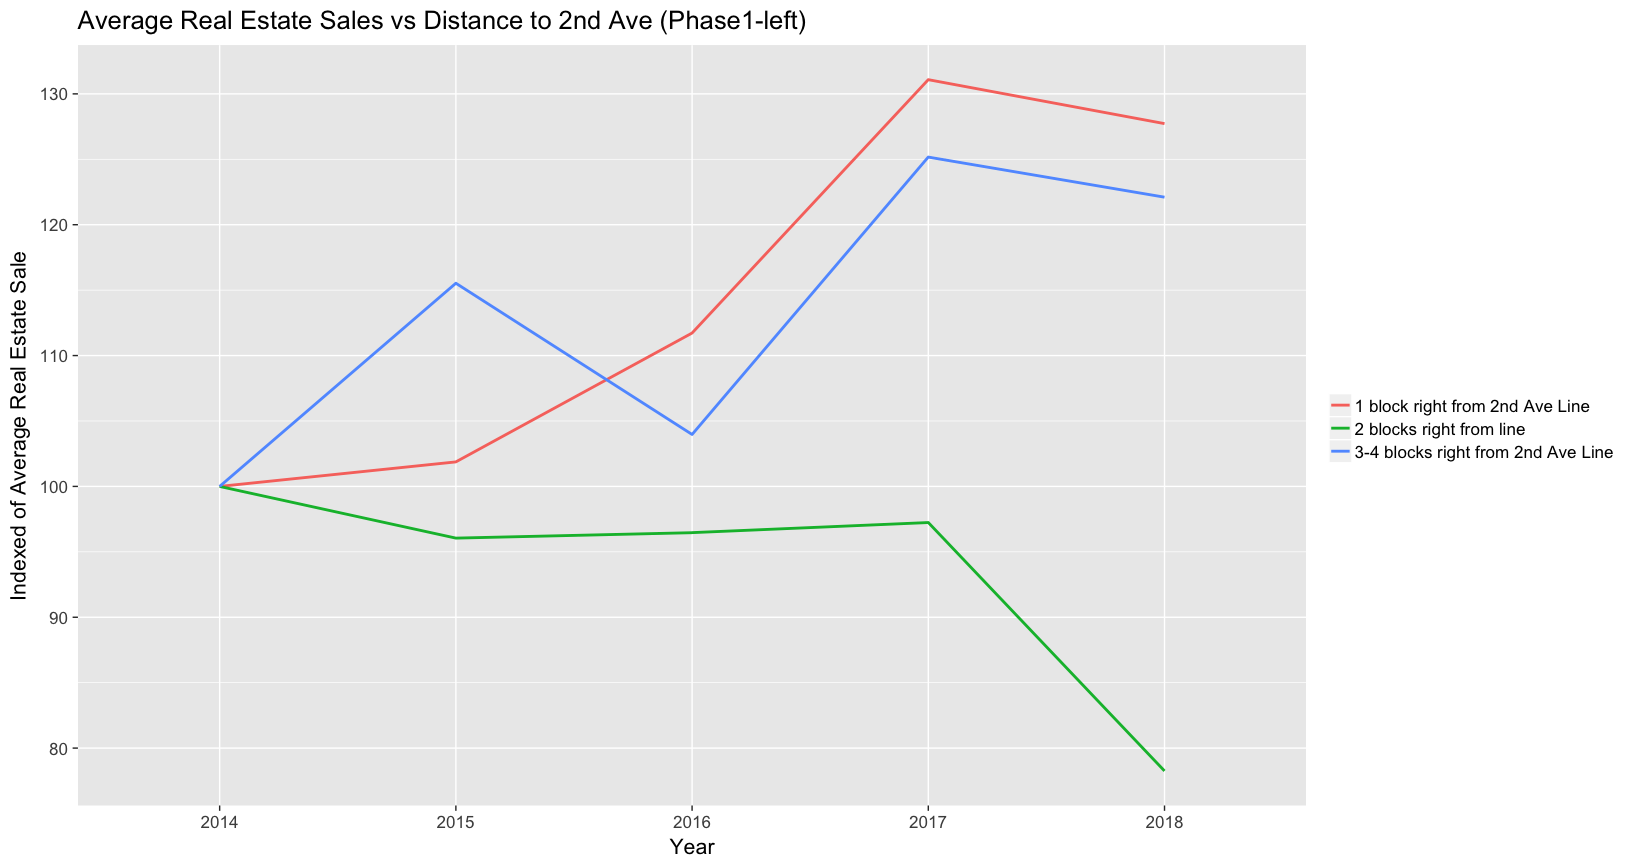 Average Real Estate Sales vs Distance to 2nd Ave (Phase1-left)
Indexed of Average Real Estate Sale
130
120
110
100
90
80
2014
2015
2016
2017
2018
Year
1 block right from 2nd Ave Line
2 blocks right from line
3-4 blocks right from 2nd Ave Line